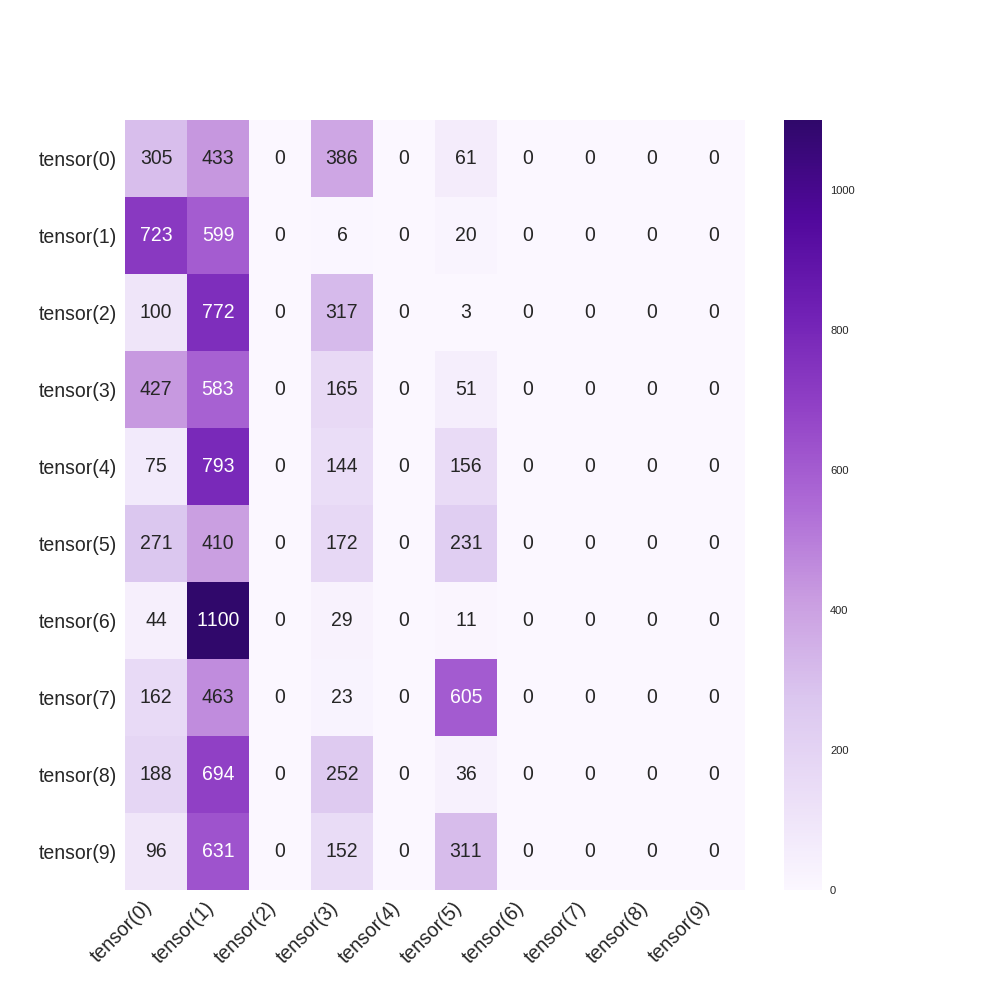 tensor(0) 305 433 0 386 0 61 0 0 0 0
1000
tensor(1) 723 599 0 6 0 20 0 0 0 0
tensor(2) 100 772 0 317 0 3 0 0 0 0
800
tensor(3) 427 583 0 165 0 51 0 0 0 0
tensor(4) 75 793 0 144 0 156 0 0 0 0
600
tensor(5) 271 410 0 172 0 231 0 0 0 0
400
tensor(6) 44 1100 0 29 0 11 0 0 0 0
tensor(7) 162 463 0 23 0 605 0 0 0 0
200
tensor(8) 188 694 0 252 0 36 0 0 0 0
tensor(9) 96 631 0 152 0 311 0 0 0 0
0
tensor(0) tensor(1) tensor(2) tensor(3) tensor(4) tensor(5) tensor(6) tensor(7) tensor(8) tensor(9)